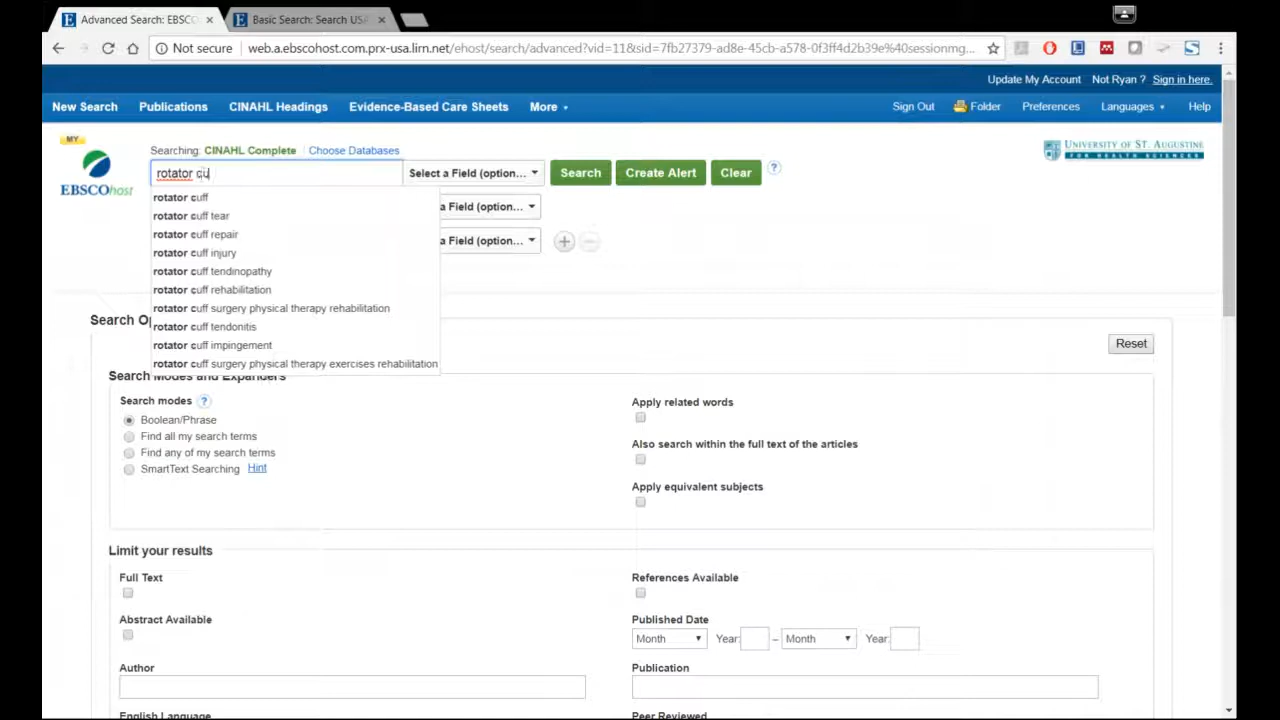 Advanced Search: EBSCO
Basic Search: Search USA
Not secure
web.a.ebscohost.com.prx-usa.lirn.net/ehost/search/advanced?vid=11&sid=7fb27379-ad8e-45cb-a578-0f3ff4d2b39e%40sessionmg...
Update My Account Not Ryan ? Sign in here.
New Search Publications CINAHL Headings Evidence-Based Care Sheets More Sign Out Folder Preferences Languages Help
MY
EBSCOhost
Searching: CINAHL Complete Choose Databases
UNIVERSITY OF ST. AUGUSTINE
FOR HEALTH SCIENCES
rotator cu Select a Field (option... Search Create Alert Clear ?
rotator cuff
a Field (option...
rotator cuff tear
rotator cuff repair
a Field (option...
rotator cuff injury
rotator cuff tendinopathy
rotator cuff rehabilitation
rotator cuff surgery physical therapy rehabilitation
rotator cuff tendonitis
rotator cuff impingement
rotator cuff surgery physical therapy exercises rehabilitation
Search Op
Reset
Search Modes and Expanders
Search modes ?
Boolean/Phrase
Find all my search terms
Find any of my search terms
SmartText Searching Hint
Apply related words
Also search within the full text of the articles
Apply equivalent subjects
Limit your results
Full Text
References Available
Abstract Available
Published Date
Month Year: – Month Year:
Author
Publication
English Language
Peer Reviewed